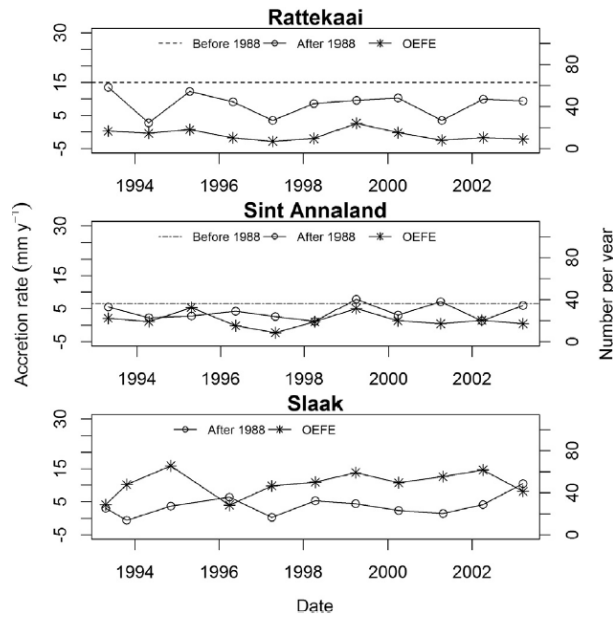 Rattekaai
30
Before 1988 After 1988 OEFE
15
5
-5
80
40
0
1994 1996 1998 2000 2002
Sint Annaland
30
Before 1988 After 1988 OEFE
15
5
-5
80
40
0
1994 1996 1998 2000 2002
Slaak
30
After 1988 OEFE
15
5
-5
80
40
0
1994 1996 1998 2000 2002
Date
Accretion rate (mm y⁻¹)
Number per year